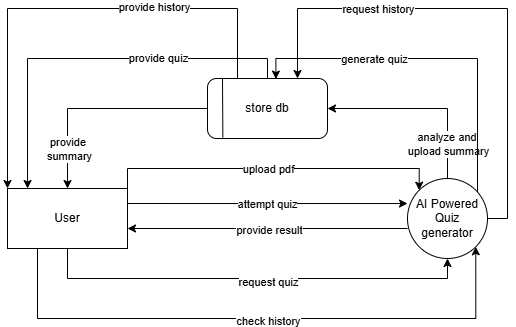 provide history
request history
provide quiz
generate quiz
store db
provide
summary
analyze and
upload summary
upload pdf
User
attempt quiz
AI Powered
Quiz
generator
provide result
request quiz
check history